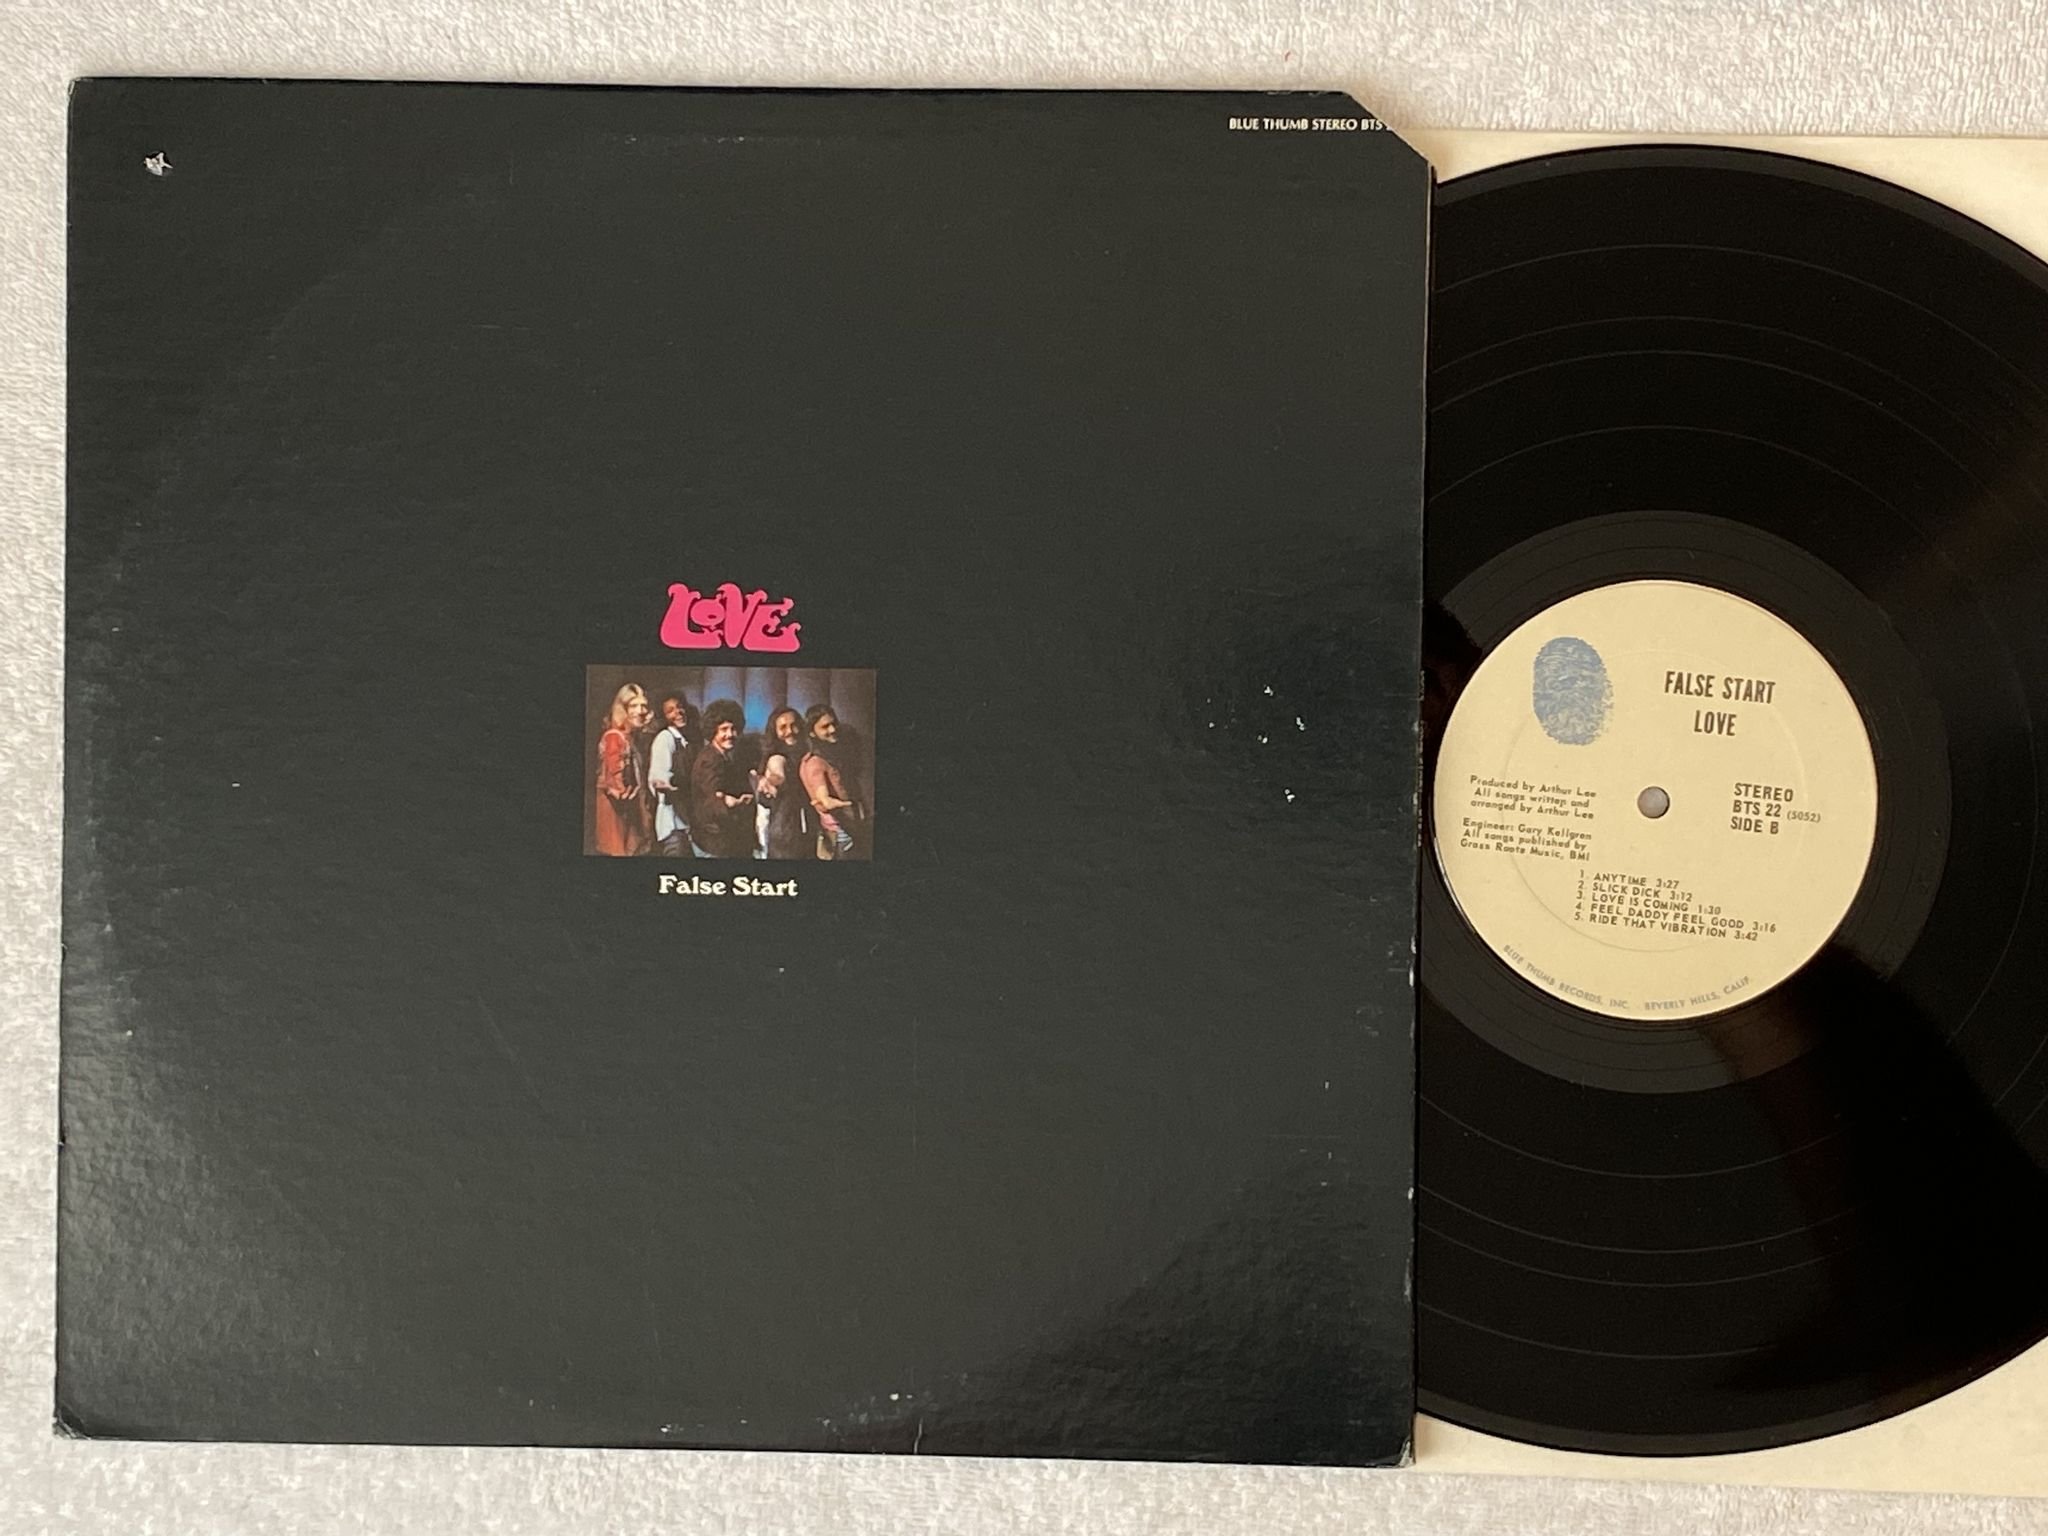 BLUE THUMB STEREO BTS
LOVE
False Start
FALSE START
LOVE
Produced by Arthur Lee
All songs written and
arranged by Arthur Lee
Engineer: Gary Kellgren
All songs published by
Grass Roots Music, BMI
STEREO
BTS 22 (5052)
SIDE B
1. ANYTIME 3:27
2. SLICK DICK 3:12
3. LOVE IS COMING 1:30
4. FEEL DADDY FEEL GOOD 3:16
5. RIDE THAT VIBRATION 3:42
BLUE THUMB RECORDS, INC. · BEVERLY HILLS, CALIF.